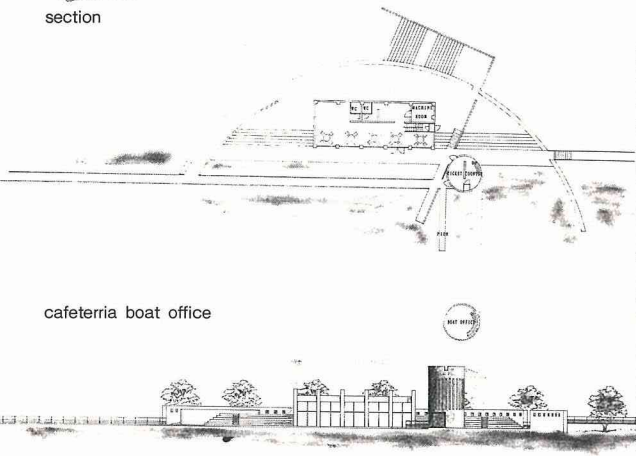 section
WC WC MACHINE
ROOM
TICKET COUNTER
PIER
cafeterria boat office
BOAT OFFICE